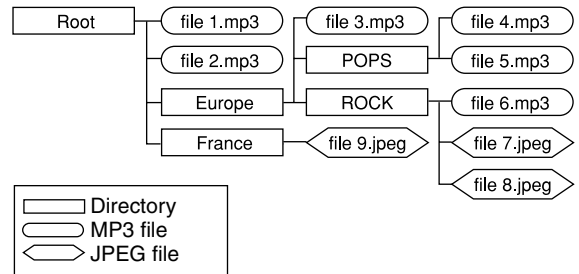 Root file 1.mp3 file 3.mp3 file 4.mp3
file 2.mp3 POPS file 5.mp3
Europe ROCK file 6.mp3
France file 9.jpeg file 7.jpeg
file 8.jpeg
Directory
MP3 file
JPEG file